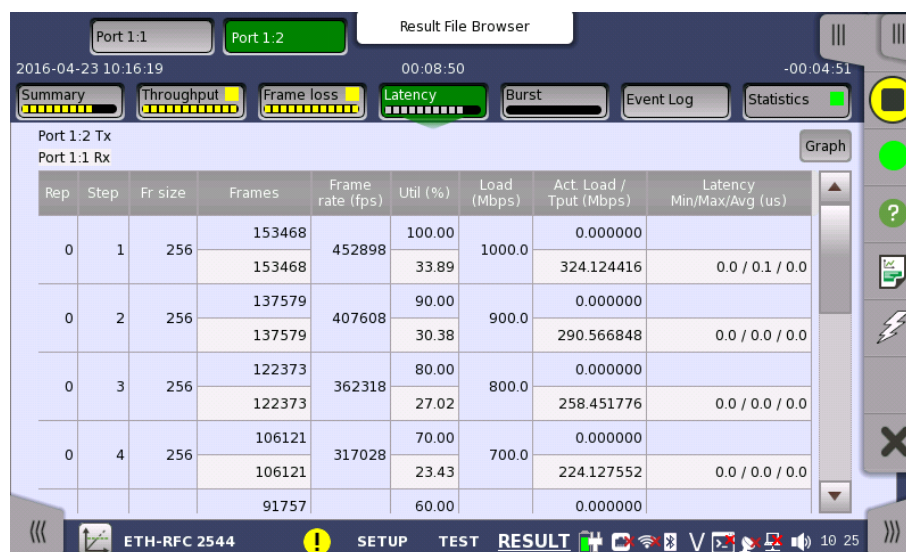 Port 1:1 Port 1:2 Result File Browser
2016-04-23 10:16:19 00:08:50 -00:04:51
Summary Throughput Frame loss Latency Burst Event Log Statistics
Port 1:2 Tx
Port 1:1 Rx
Graph
Rep Step Fr size Frames Frame rate (fps) Util (%) Load (Mbps) Act. Load / Tput (Mbps) Latency Min/Max/Avg (us)
0 1 256 153468 452898 100.00 1000.0 0.000000
153468 33.89 324.124416 0.0 / 0.1 / 0.0
0 2 256 137579 407608 90.00 900.0 0.000000
137579 30.38 290.566848 0.0 / 0.0 / 0.0
0 3 256 122373 362318 80.00 800.0 0.000000
122373 27.02 258.451776 0.0 / 0.0 / 0.0
0 4 256 106121 317028 70.00 700.0 0.000000
106121 23.43 224.127552 0.0 / 0.0 / 0.0
91757 60.00 0.000000
ETH-RFC 2544 ! SETUP TEST RESULT V 10 25